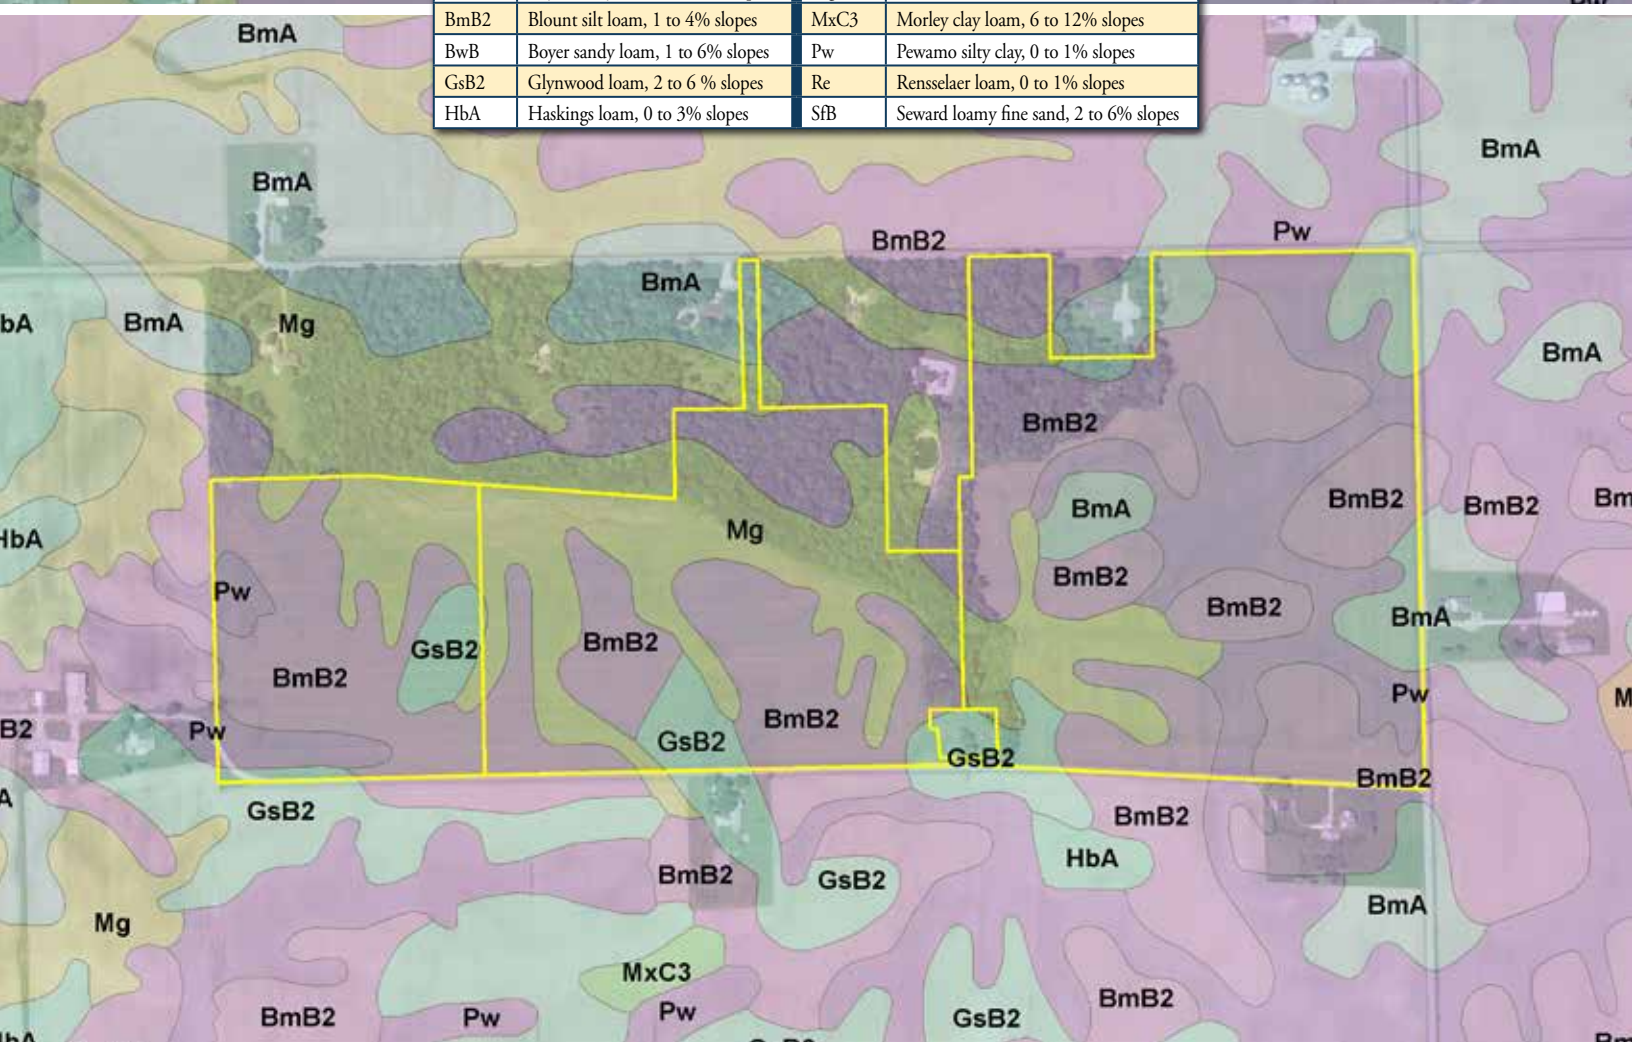 BmB2 Blount silt loam, 1 to 4% slopes MxC3 Morley clay loam, 6 to 12% slopes
BwB Boyer sandy loam, 1 to 6% slopes Pw Pewamo silty clay, 0 to 1% slopes
GsB2 Glynwood loam, 2 to 6 % slopes Re Rensselaer loam, 0 to 1% slopes
HbA Haskings loam, 0 to 3% slopes SfB Seward loamy fine sand, 2 to 6% slopes
BmA
BmA
BmA
BmB2
Pw
BmA
bA
BmA
Mg
BmA
BmB2
BmA
BmB2
BmB2
Bm
HbA
Mg
BmB2
Pw
BmB2
BmA
GsB2
BmB2
BmB2
Pw
BmB2
B2
Pw
GsB2
GsB2
BmB2
M
A
GsB2
BmB2
HbA
BmB2
GsB2
BmA
Mg
MxC3
BmB2
BmB2
Pw
Pw
GsB2